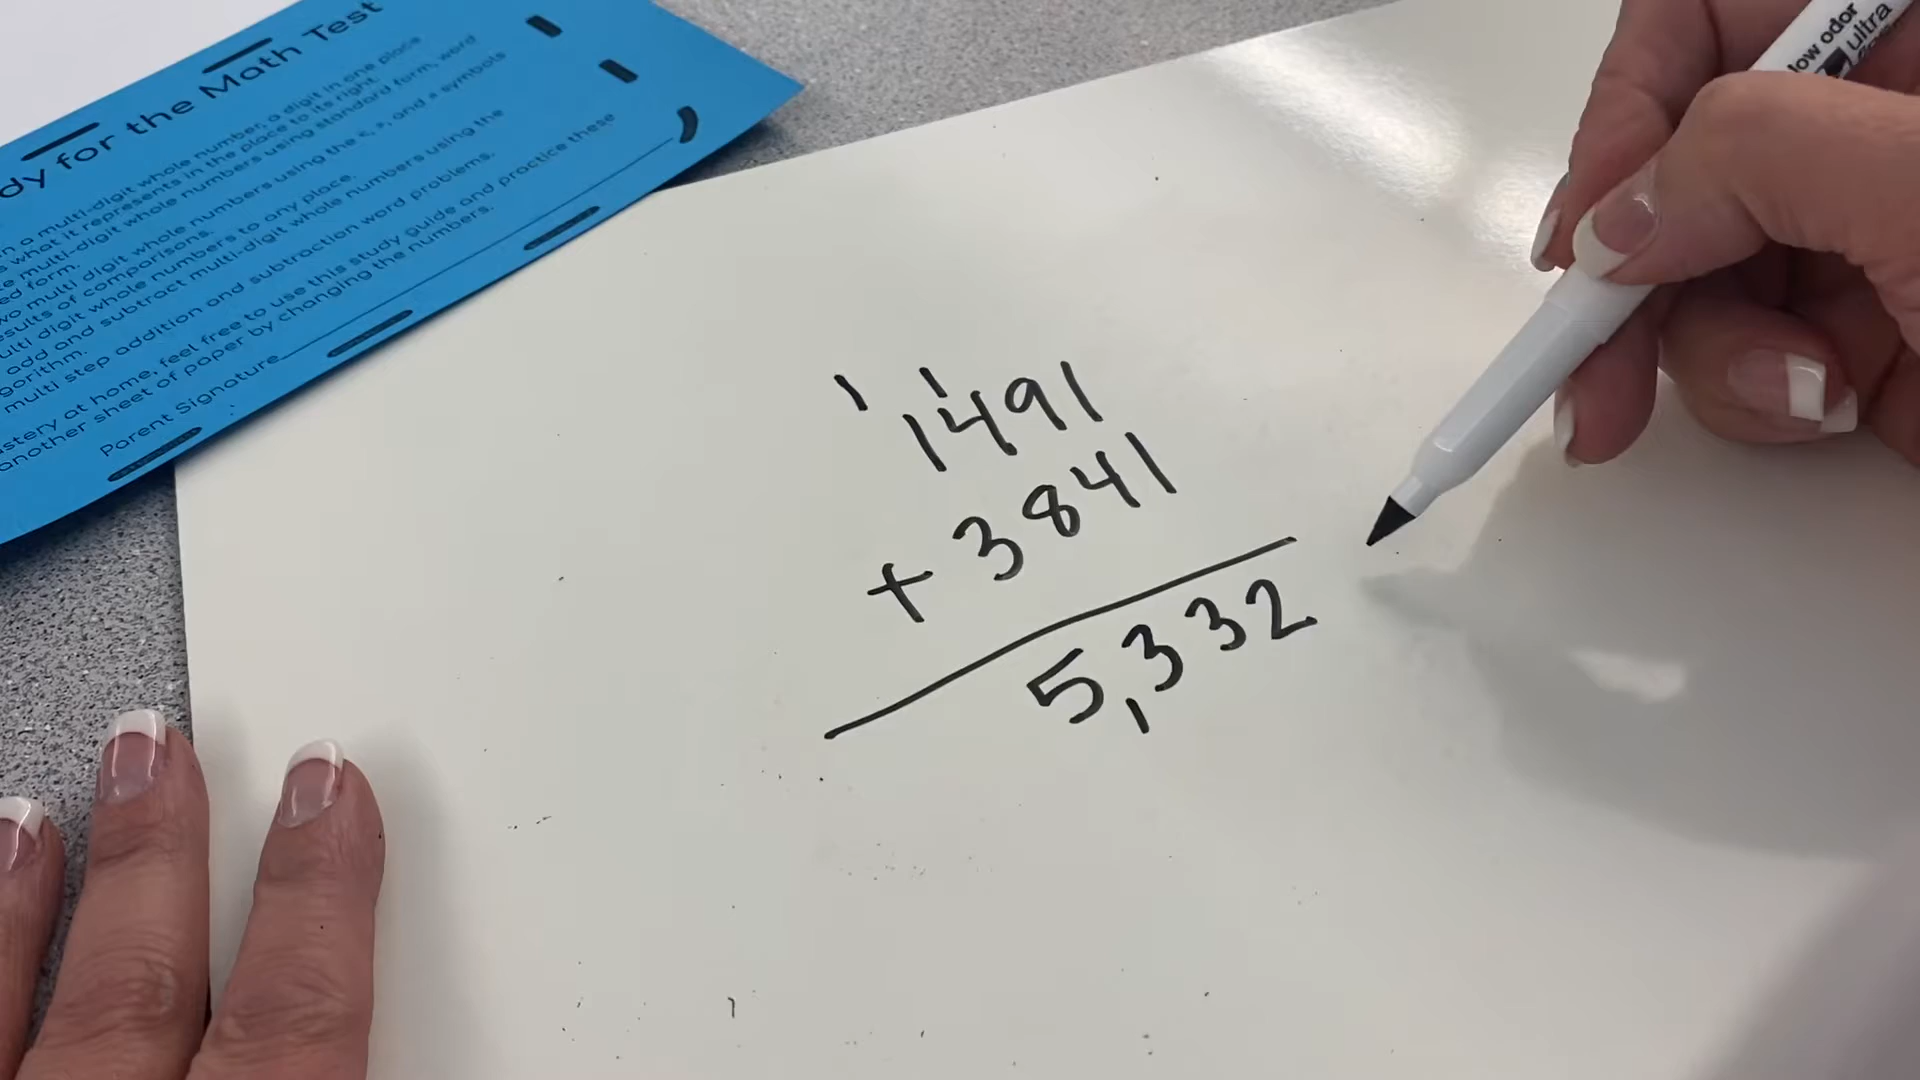 dy for the Math Test
n a multi-digit whole number, a digit in one place
s what it represents in the place to its right.
e multi-digit whole numbers using standard form, word
ed form.
wo multi digit whole numbers using the <, >, and = symbols
esults of comparisons.
ulti digit whole numbers to any place.
add and subtract multi-digit whole numbers using the
gorithm.
multi step addition and subtraction word problems.
stery at home, feel free to use this study guide and practice these
another sheet of paper by changing the numbers.
Parent Signature
low odor
ultra
1 1
1491
+ 3841
5,332